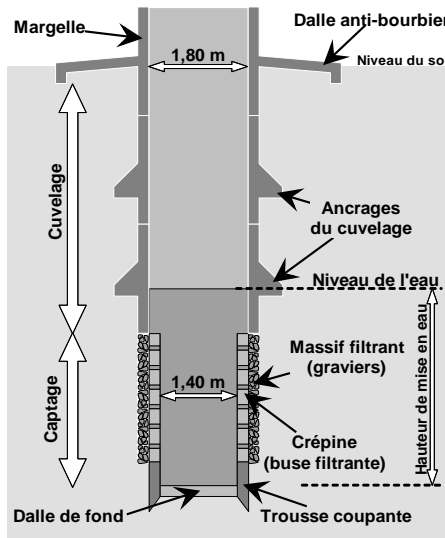 Margelle
Dalle anti-bourbier
Niveau du so
1,80 m
Cuvelage
Ancrages
du cuvelage
Niveau de l'eau
Massif filtrant
(graviers)
1,40 m
Captage
Hauteur de mise en eau
Crépine
(buse filtrante)
Dalle de fond
Trousse coupante